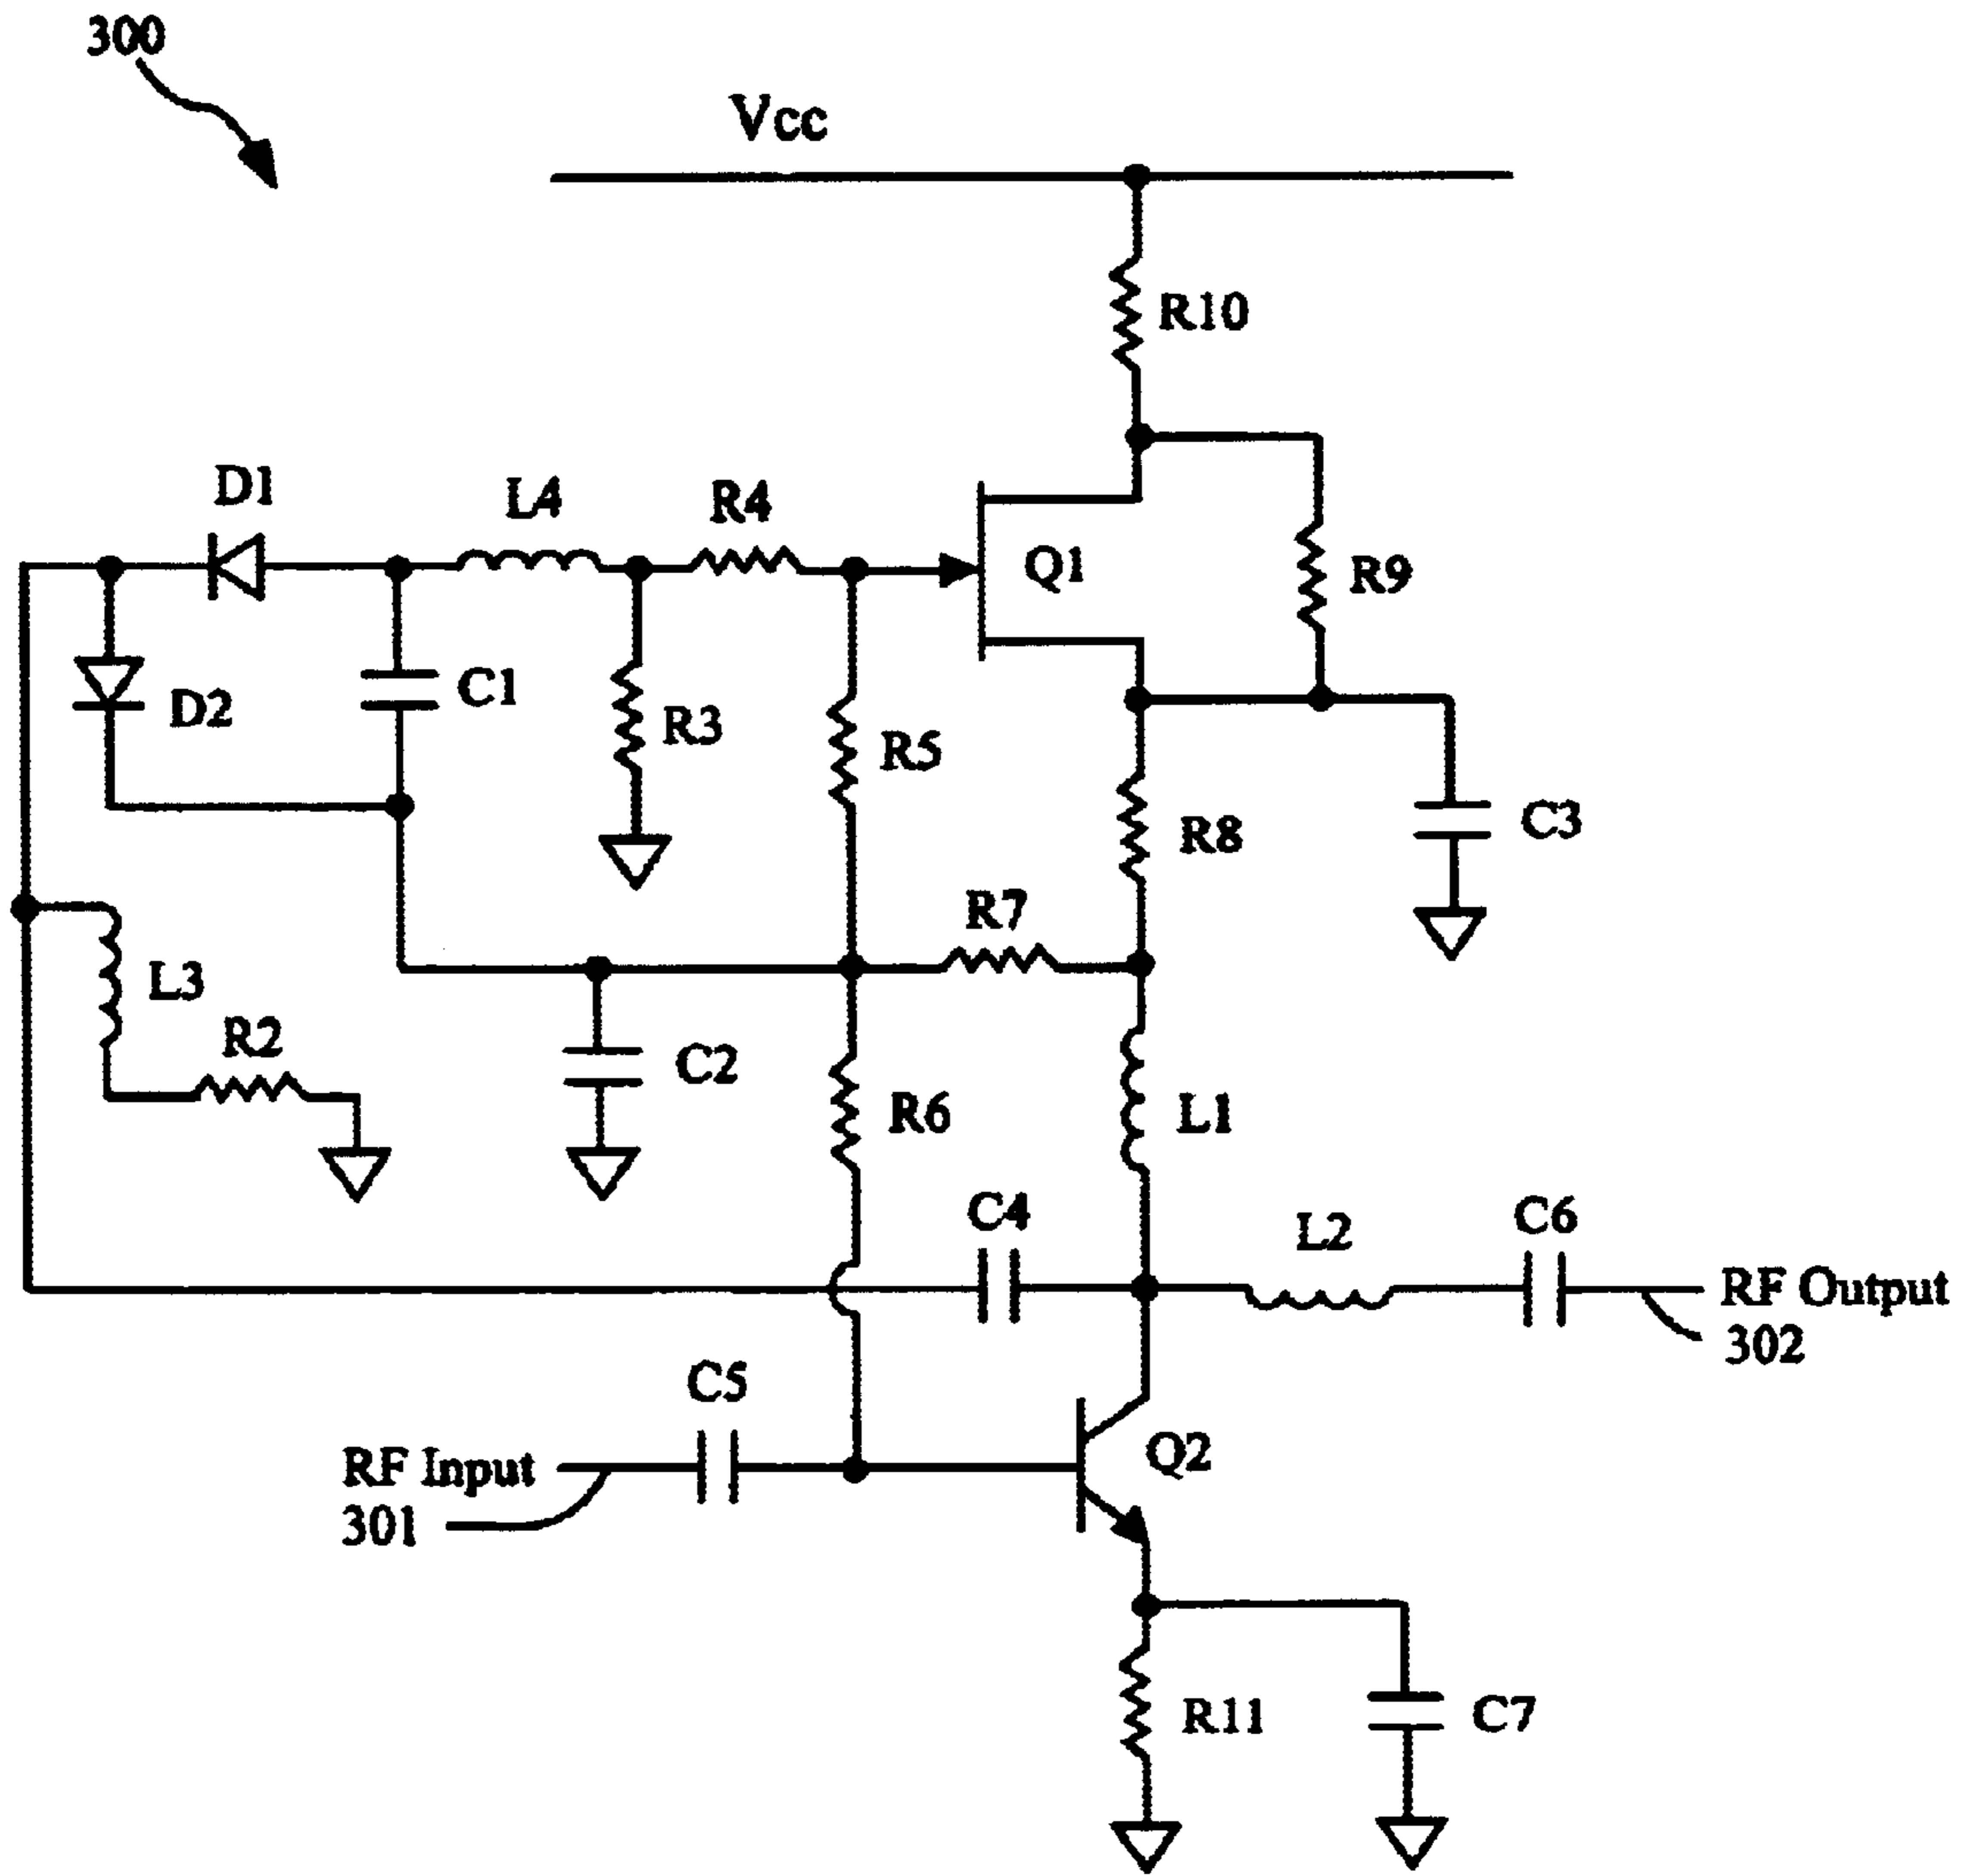 300
Vcc
R10
D1
L4
R4
Q1
R9
D2
C1
R3
R5
R8
C3
R7
L3
R2
C2
R6
L1
C4
L2
C6
RF Output
302
C5
RF Input
301
Q2
R11
C7